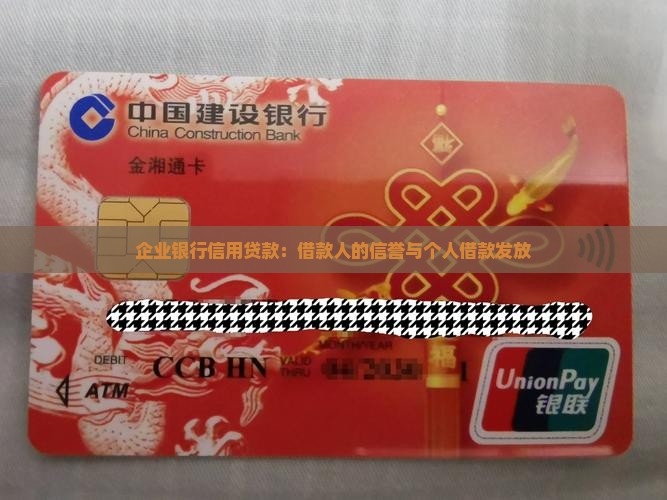 中国建设银行
China Construction Bank
金湘通卡
企业银行信用贷款：借款人的信誉与个人借款发放
MONTH/YEAR
DEBIT
CCB HN
VALID
THRU
ATM
福
UnionPay
银联